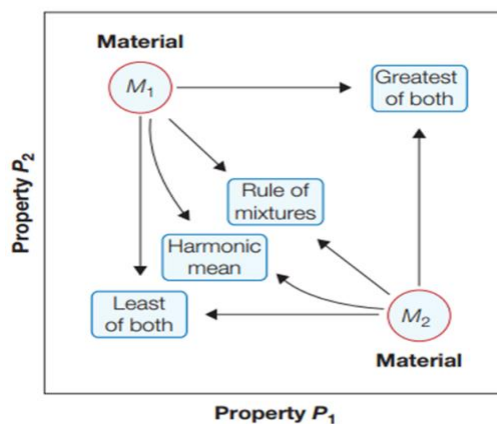 Material
M1
Greatest
of both
Property P2
Rule of
mixtures
Harmonic
mean
Least
of both
M2
Material
Property P1